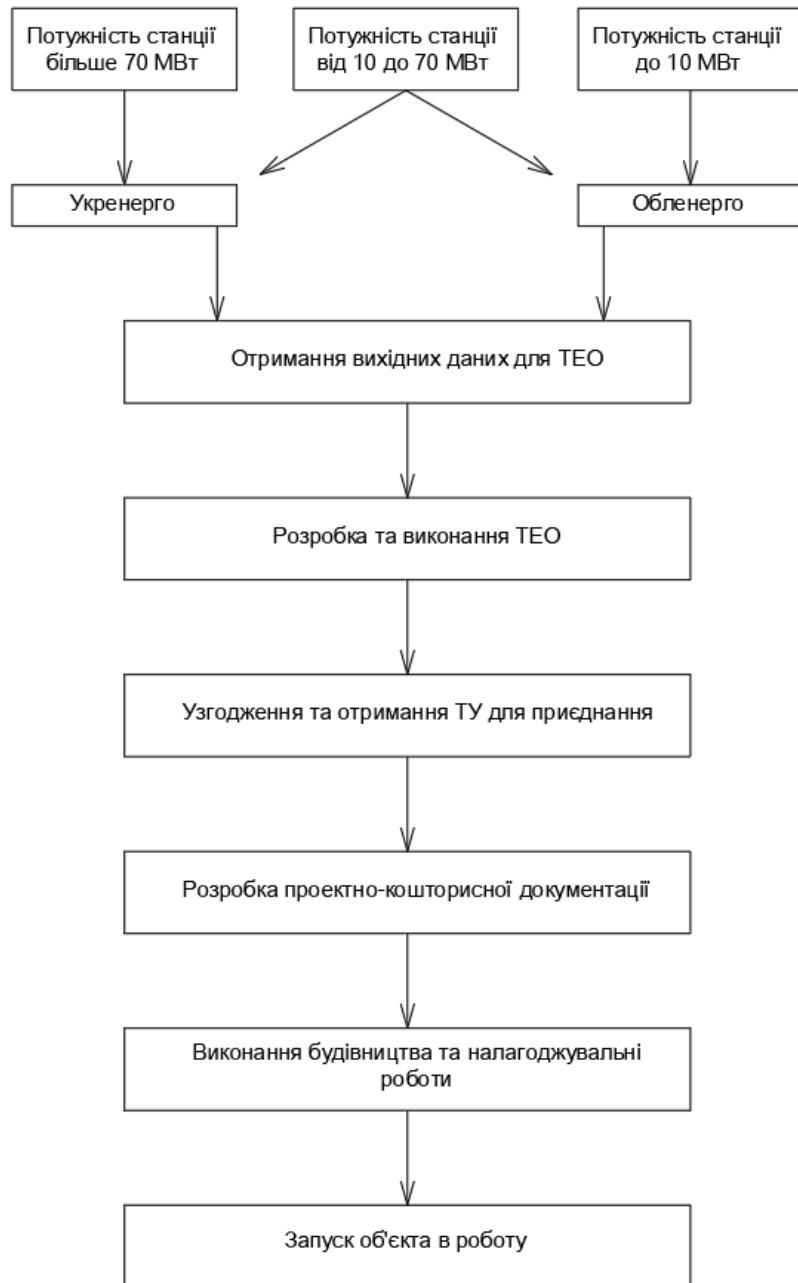 Потужність станції
більше 70 МВт
Потужність станції
від 10 до 70 МВт
Потужність станції
до 10 МВт
Укренерго
Обленерго
Отримання вихідних даних для ТЕО
Розробка та виконання ТЕО
Узгодження та отримання ТУ для приєднання
Розробка проектно-кошторисної документації
Виконання будівництва та налагоджувальні
роботи
Запуск об'єкта в роботу